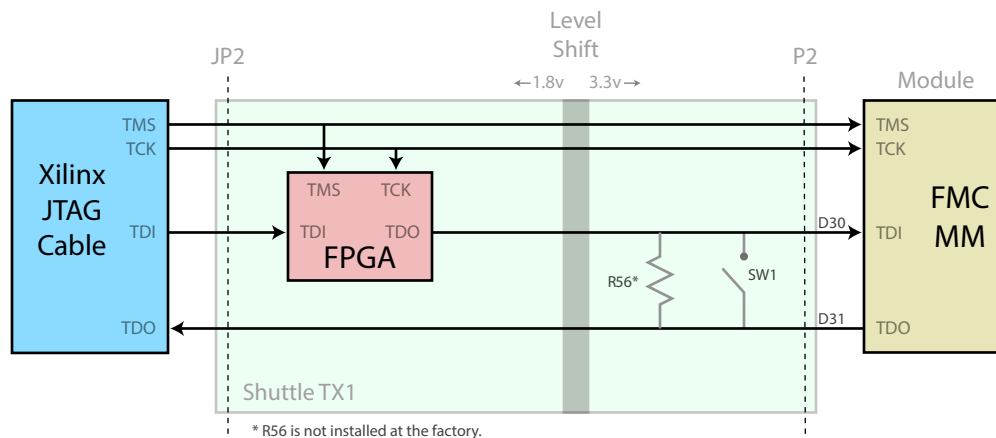 Level
Shift
JP2
P2
←1.8v 3.3v→
Module
TMS
TMS
TCK
TCK
Xilinx
JTAG
Cable
TMS TCK
FMC
MM
TDI
TDI TDO
D30
TDI
FPGA
R56*
SW1
TDO
D31
TDO
Shuttle TX1
* R56 is not installed at the factory.